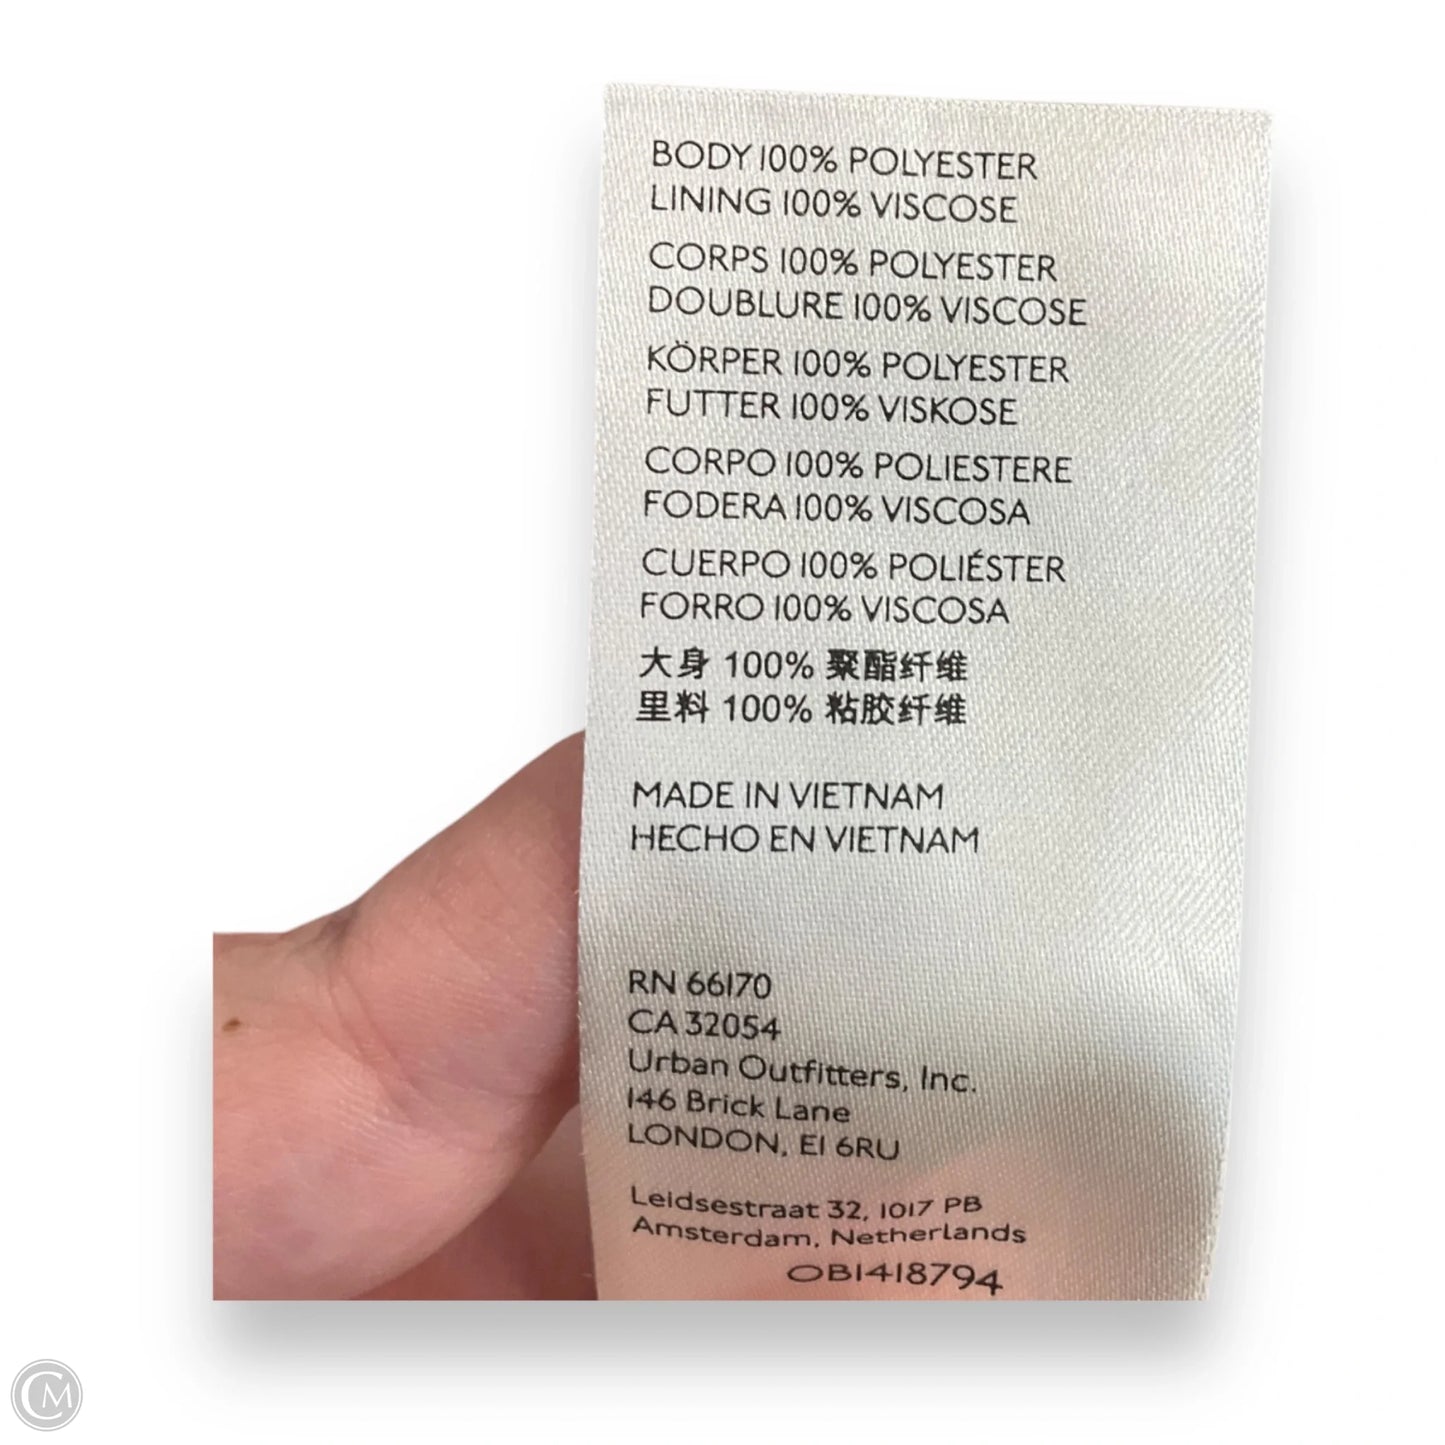 BODY 100% POLYESTER
LINING 100% VISCOSE
CORPS 100% POLYESTER
DOUBLURE 100% VISCOSE
KÖRPER 100% POLYESTER
FUTTER 100% VISKOSE
CORPO 100% POLIESTERE
FODERA 100% VISCOSA
CUERPO 100% POLIÉSTER
FORRO 100% VISCOSA
大身 100% 聚酯纤维
里料 100% 粘胶纤维
MADE IN VIETNAM
HECHO EN VIETNAM
RN 66170
CA 32054
Urban Outfitters, Inc.
146 Brick Lane
LONDON, E1 6RU
Leidsestraat 32, 1017 PB
Amsterdam, Netherlands
OB1418794
CM